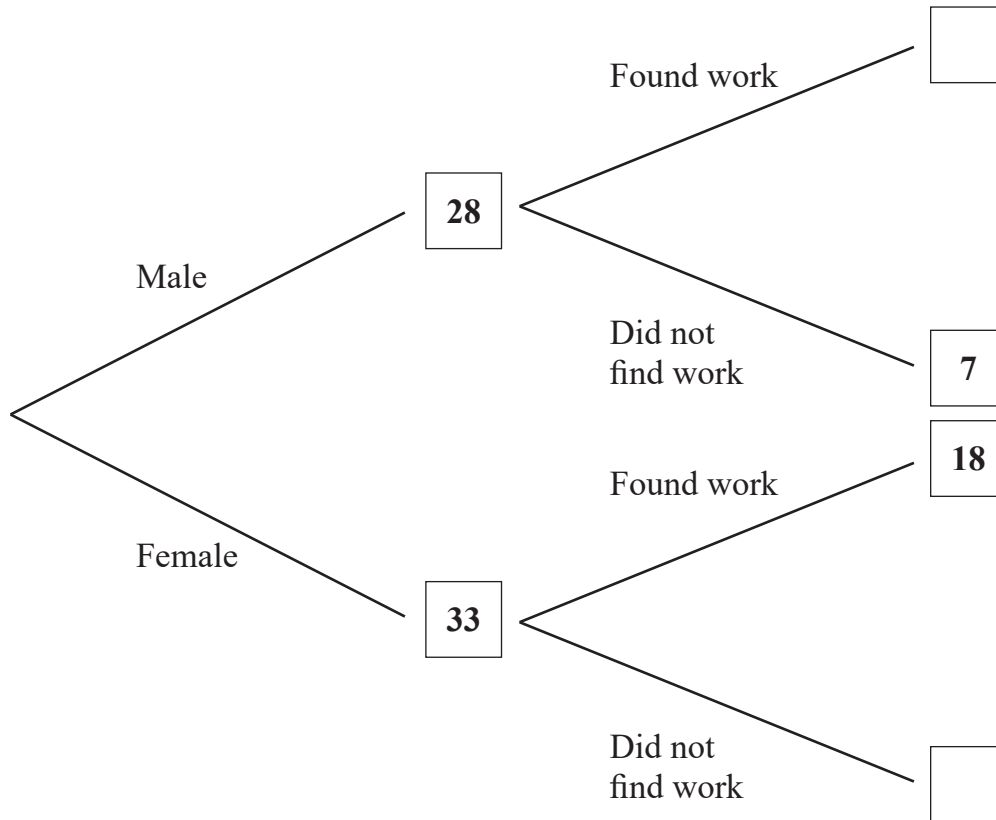 Found work
28
Male
Did not
find work
7
18
Found work
Female
33
Did not
find work